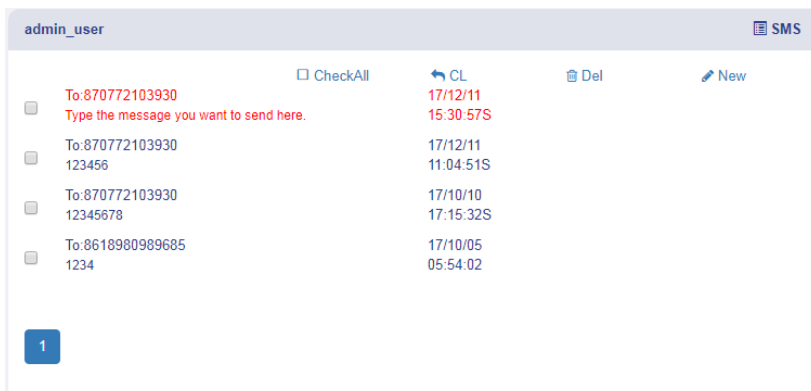 admin_user SMS
CheckAll CL Del New
To:870772103930 17/12/11
Type the message you want to send here. 15:30:57S
To:870772103930 17/12/11
123456 11:04:51S
To:870772103930 17/10/10
12345678 17:15:32S
To:8618980989685 17/10/05
1234 05:54:02
1